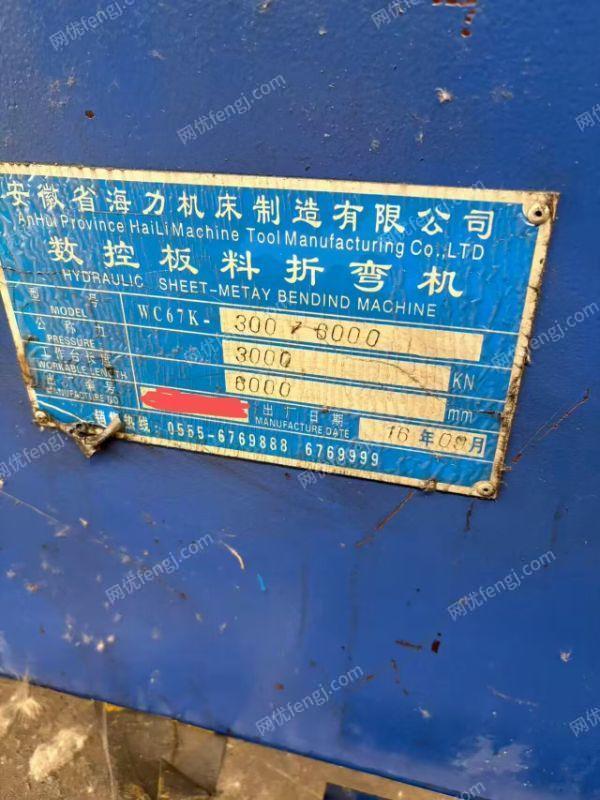 安徽省海力机床制造有限公司
AnHui Province HaiLi Machine Tool Manufacturing Co.,LTD
数控板料折弯机
HYDRAULIC SHEET-METAY BENDIND MACHINE
型号 WC67K- 300/6000
MODEL
公称力 3000 KN
PRESSURE
工作台长度 6000 mm
WORKABLE LENGTH
出厂编号
MANUFACTURE NO
出厂日期 16年 月
MANUFACTURE DATE
销售热线: 0555-6769888 6769999
网优fengj.com